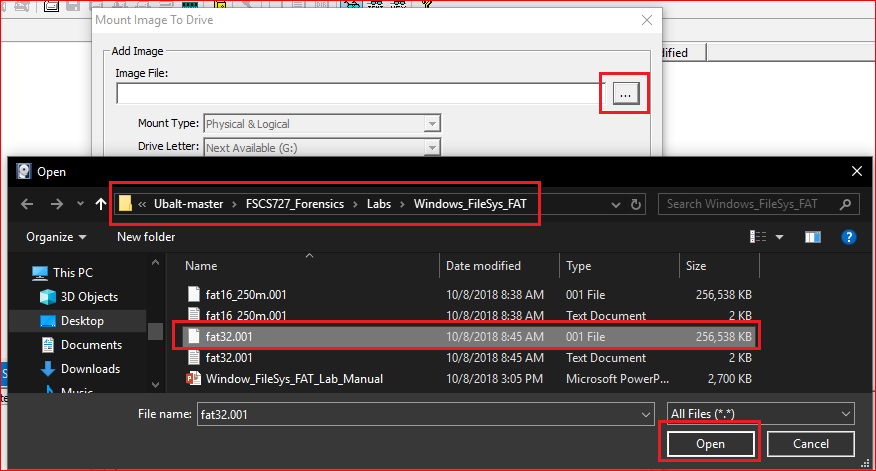 Mount Image To Drive
Add Image
Image File:
...
dified
Mount Type: Physical & Logical
Drive Letter: Next Available (G:)
Open
« Ubalt-master > FSCS727_Forensics > Labs > Windows_FileSys_FAT
Search Windows_FileSys_FAT
Organize New folder
Name Date modified Type Size
This PC
3D Objects
Desktop
Documents
Downloads
Music
fat16_250m.001 10/8/2018 8:38 AM 001 File 256,538 KB
fat16_250m.001 10/8/2018 8:38 AM Text Document 2 KB
fat32.001 10/8/2018 8:45 AM 001 File 256,538 KB
fat32.001 10/8/2018 8:45 AM Text Document 2 KB
Window_FileSys_FAT_Lab_Manual 10/8/2018 3:05 PM Microsoft PowerP... 2,700 KB
File name: fat32.001 All Files (*.*)
Open Cancel